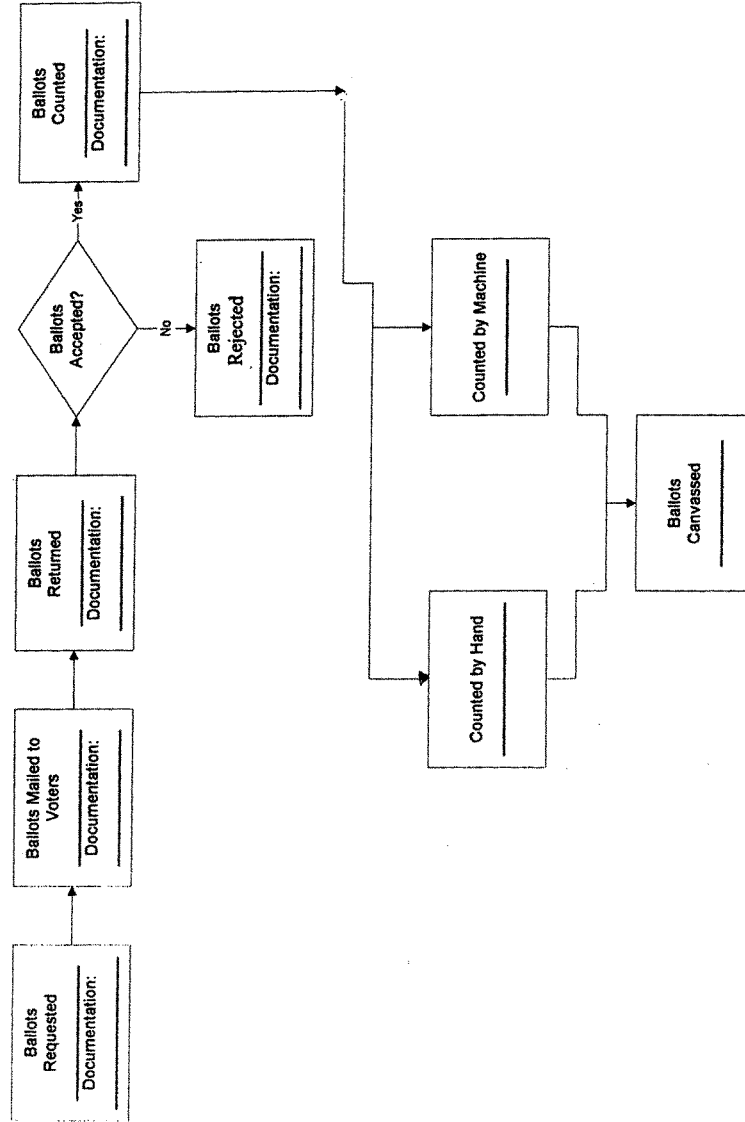 Ballots
Requested
Documentation:
Ballots Mailed to
Voters
Documentation:
Ballots
Returned
Documentation:
Ballots
Accepted?
Yes
No
Ballots
Counted
Documentation:
Ballots
Rejected
Documentation:
Counted by Hand
Counted by Machine
Ballots
Canvassed